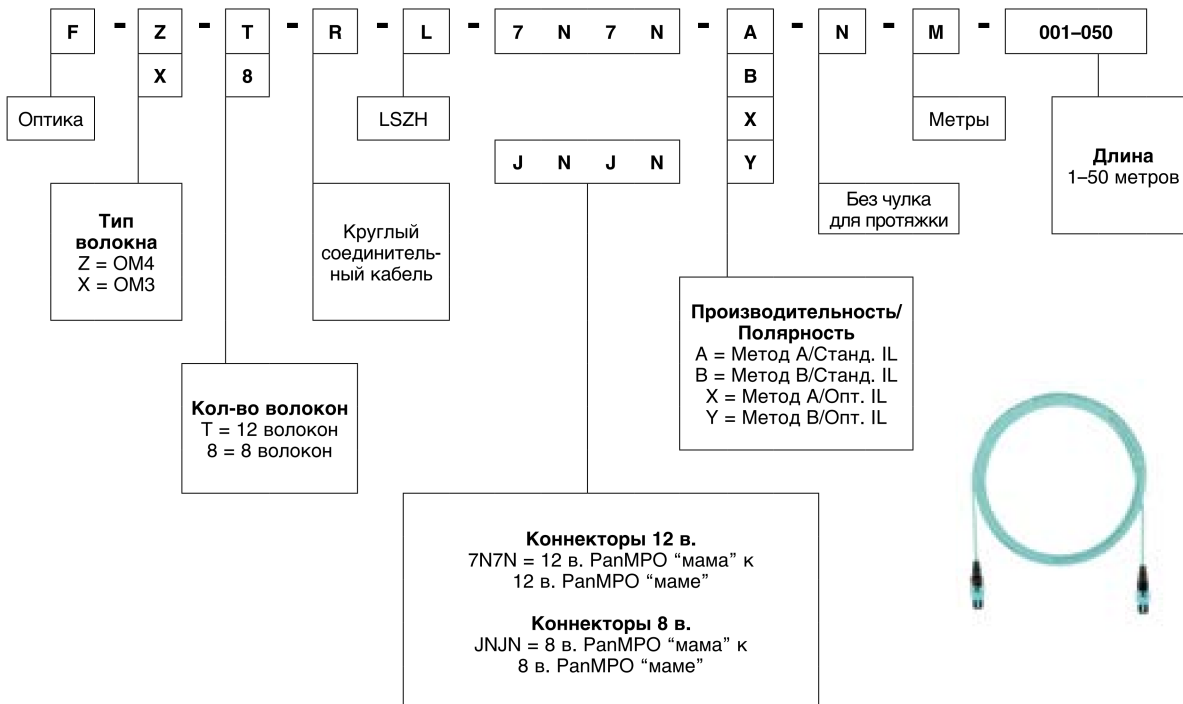 F - Z - T - R - L - 7 N 7 N - A - N - M - 001–050
X 8 B
Оптика LSZH X Метры
J N J N Y
Длина
1–50 метров
Тип
волокна
Z = OM4
X = OM3
Круглый
соединитель-
ный кабель
Без чулка
для протяжки
Производительность/
Полярность
A = Метод A/Станд. IL
B = Метод B/Станд. IL
X = Метод A/Опт. IL
Y = Метод B/Опт. IL
Кол-во волокон
T = 12 волокон
8 = 8 волокон
Коннекторы 12 в.
7N7N = 12 в. PanMPO “мама” к
12 в. PanMPO “маме”
Коннекторы 8 в.
JNJN = 8 в. PanMPO “мама” к
8 в. PanMPO “маме”